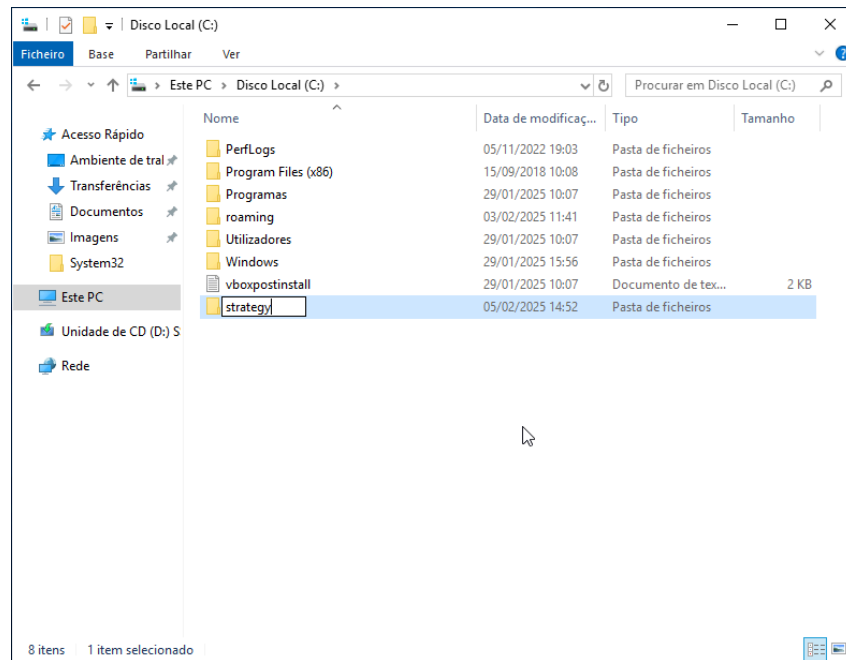 Disco Local (C:)
Ficheiro Base Partilhar Ver
Este PC > Disco Local (C:) > Procurar em Disco Local (C:)
Nome Data de modificaç... Tipo Tamanho
Acesso Rápido
Ambiente de tral
Transferências
Documentos
Imagens
System32
Este PC
Unidade de CD (D:) S
Rede
PerfLogs 05/11/2022 19:03 Pasta de ficheiros
Program Files (x86) 15/09/2018 10:08 Pasta de ficheiros
Programas 29/01/2025 10:07 Pasta de ficheiros
roaming 03/02/2025 11:41 Pasta de ficheiros
Utilizadores 29/01/2025 10:07 Pasta de ficheiros
Windows 29/01/2025 15:56 Pasta de ficheiros
vboxpostinstall 29/01/2025 10:07 Documento de tex... 2 KB
strategy 05/02/2025 14:52 Pasta de ficheiros
8 itens 1 item selecionado